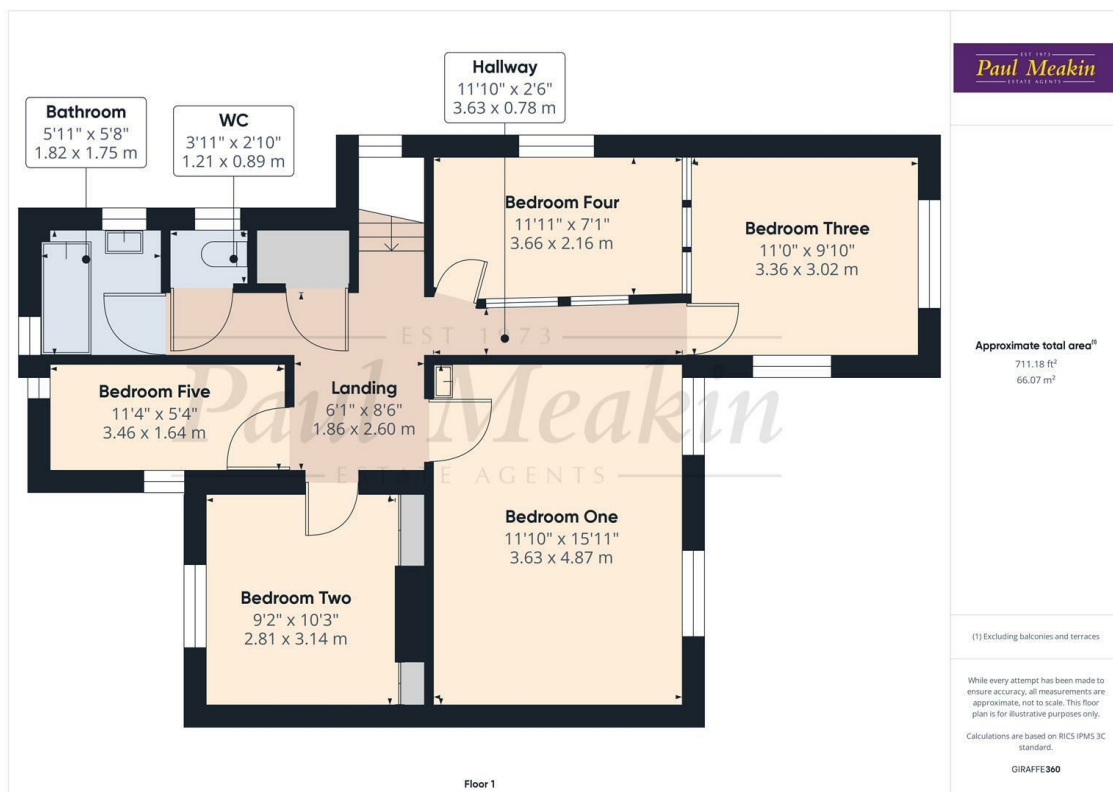 EST 1973
Paul Meakin
ESTATE AGENTS
Hallway
11'10" x 2'6"
3.63 x 0.78 m
Bathroom
5'11" x 5'8"
1.82 x 1.75 m
WC
3'11" x 2'10"
1.21 x 0.89 m
Bedroom Four
11'11" x 7'1"
3.66 x 2.16 m
Bedroom Three
11'0" x 9'10"
3.36 x 3.02 m
EST 1973
Paul Meakin
ESTATE AGENTS
Bedroom Five
11'4" x 5'4"
3.46 x 1.64 m
Landing
6'1" x 8'6"
1.86 x 2.60 m
Bedroom One
11'10" x 15'11"
3.63 x 4.87 m
Bedroom Two
9'2" x 10'3"
2.81 x 3.14 m
Floor 1
Approximate total area(1)
711.18 ft²
66.07 m²
(1) Excluding balconies and terraces
While every attempt has been made to
ensure accuracy, all measurements are
approximate, not to scale. This floor
plan is for illustrative purposes only.
Calculations are based on RICS IPMS 3C
standard.
GIRAFFE360